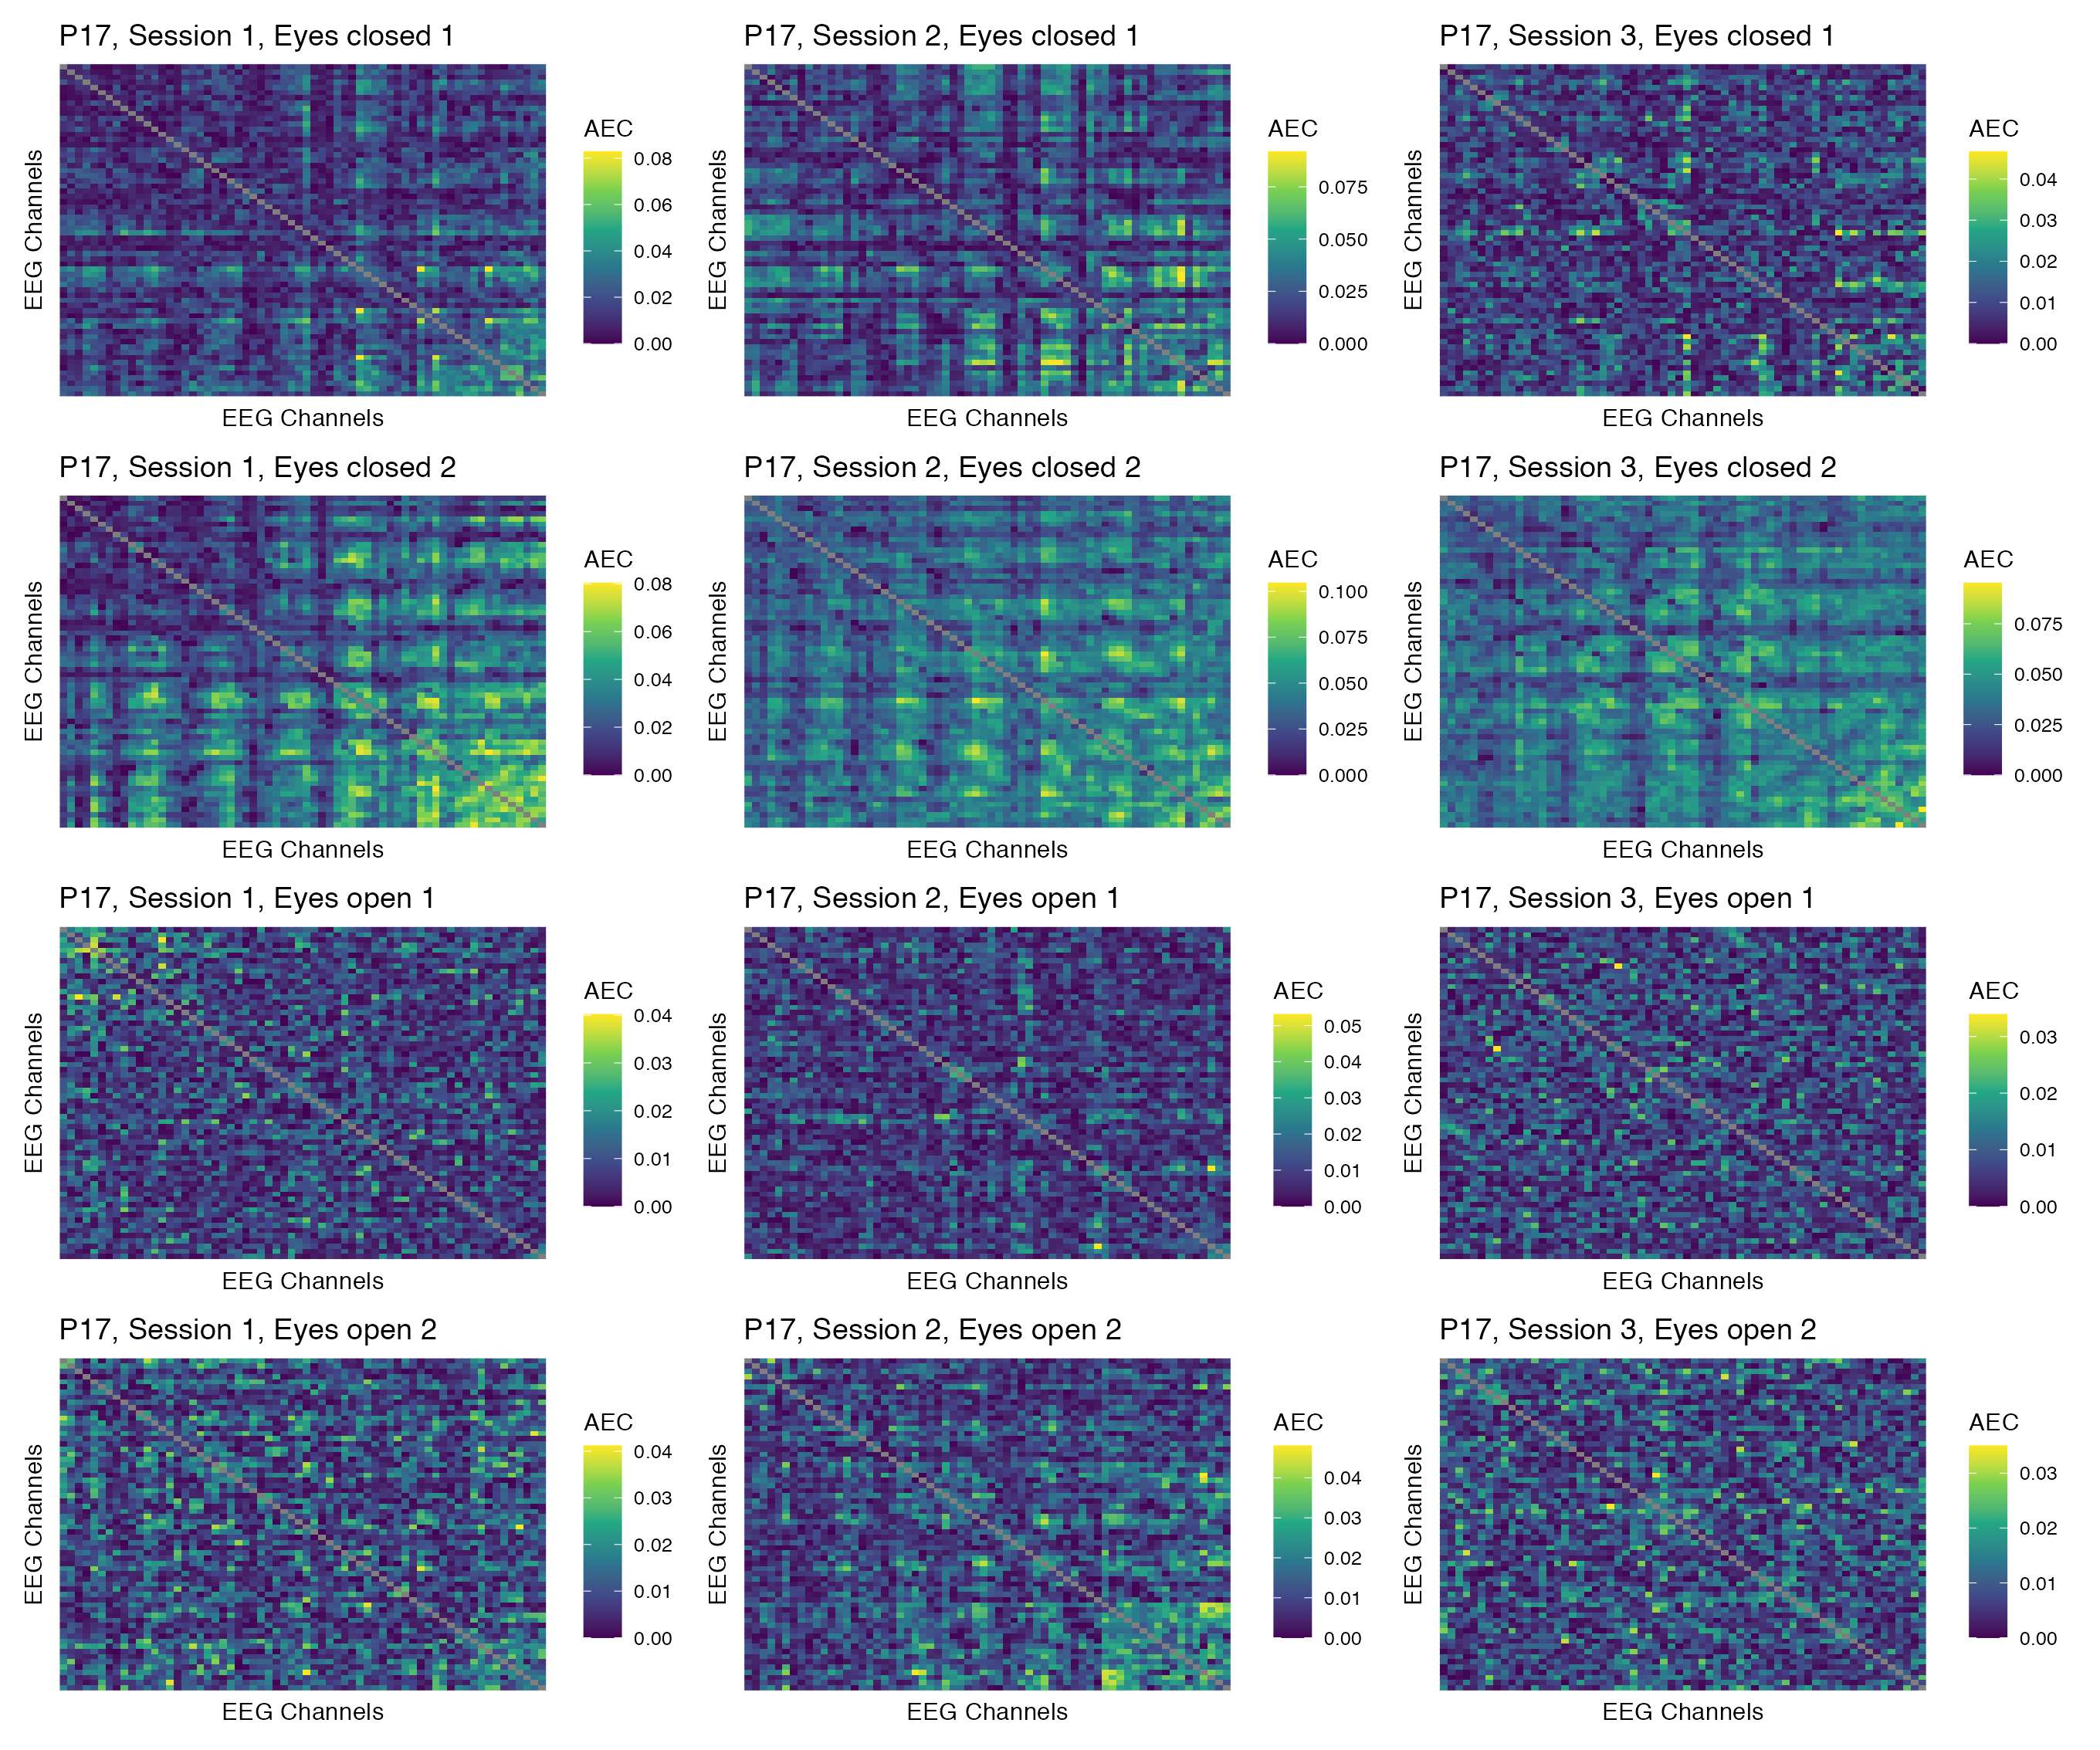 P17, Session 1, Eyes closed 1
EEG Channels
EEG Channels
AEC
0.08
0.06
0.04
0.02
0.00
P17, Session 2, Eyes closed 1
EEG Channels
EEG Channels
AEC
0.075
0.050
0.025
0.000
P17, Session 3, Eyes closed 1
EEG Channels
EEG Channels
AEC
0.04
0.03
0.02
0.01
0.00
P17, Session 1, Eyes closed 2
EEG Channels
EEG Channels
AEC
0.08
0.06
0.04
0.02
0.00
P17, Session 2, Eyes closed 2
EEG Channels
EEG Channels
AEC
0.100
0.075
0.050
0.025
0.000
P17, Session 3, Eyes closed 2
EEG Channels
EEG Channels
AEC
0.075
0.050
0.025
0.000
P17, Session 1, Eyes open 1
EEG Channels
EEG Channels
AEC
0.04
0.03
0.02
0.01
0.00
P17, Session 2, Eyes open 1
EEG Channels
EEG Channels
AEC
0.05
0.04
0.03
0.02
0.01
0.00
P17, Session 3, Eyes open 1
EEG Channels
EEG Channels
AEC
0.03
0.02
0.01
0.00
P17, Session 1, Eyes open 2
EEG Channels
EEG Channels
AEC
0.04
0.03
0.02
0.01
0.00
P17, Session 2, Eyes open 2
EEG Channels
EEG Channels
AEC
0.04
0.03
0.02
0.01
0.00
P17, Session 3, Eyes open 2
EEG Channels
EEG Channels
AEC
0.03
0.02
0.01
0.00